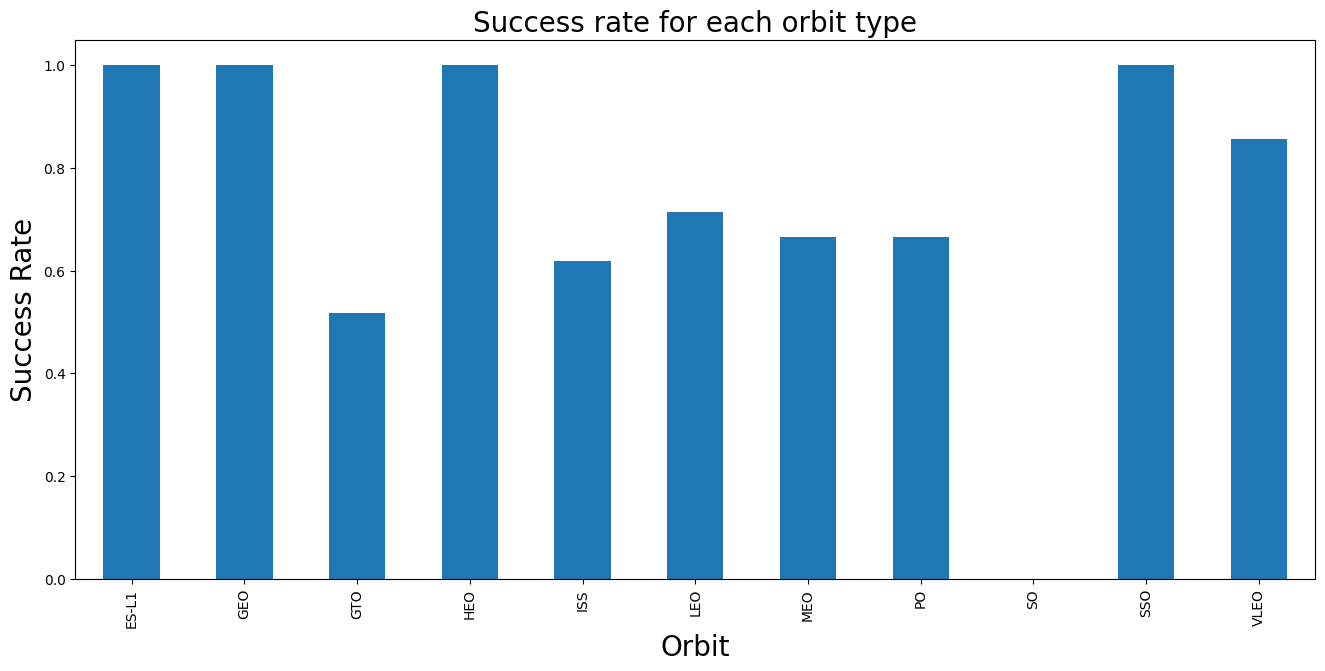 Success rate for each orbit type
Success Rate
1.0
0.8
0.6
0.4
0.2
0.0
ES-L1
GEO
GTO
HEO
ISS
LEO
MEO
PO
SO
SSO
VLEO
Orbit